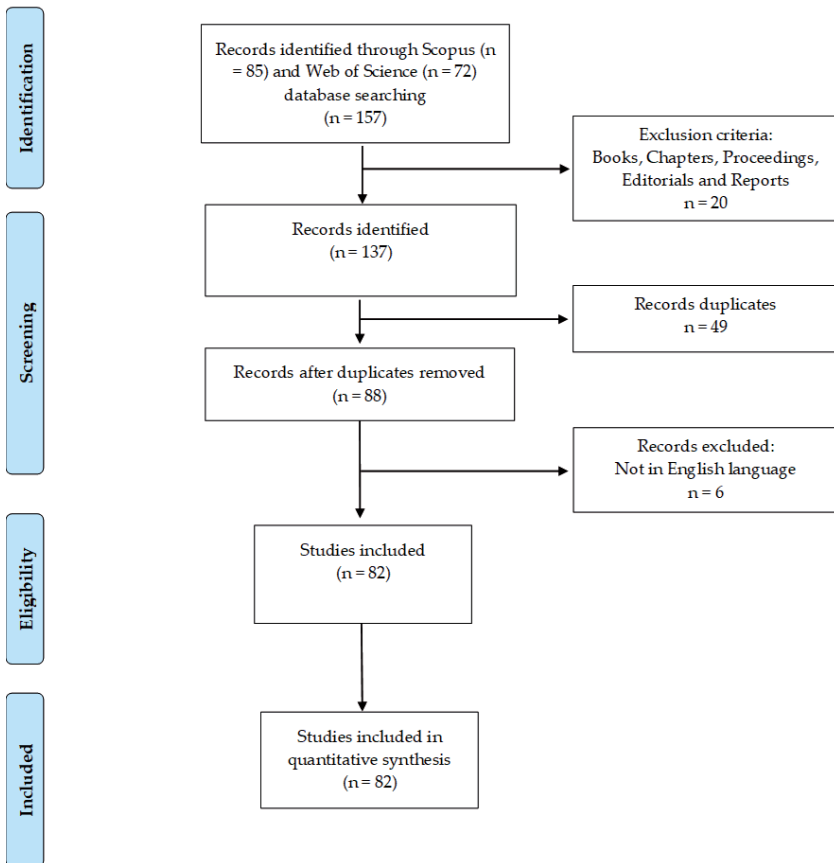 Identification
Records identified through Scopus (n
= 85) and Web of Science (n = 72)
database searching
(n = 157)
Exclusion criteria:
Books, Chapters, Proceedings,
Editorials and Reports
n = 20
Screening
Records identified
(n = 137)
Records duplicates
n = 49
Records after duplicates removed
(n = 88)
Records excluded:
Not in English language
n = 6
Eligibility
Studies included
(n = 82)
Included
Studies included in
quantitative synthesis
(n = 82)